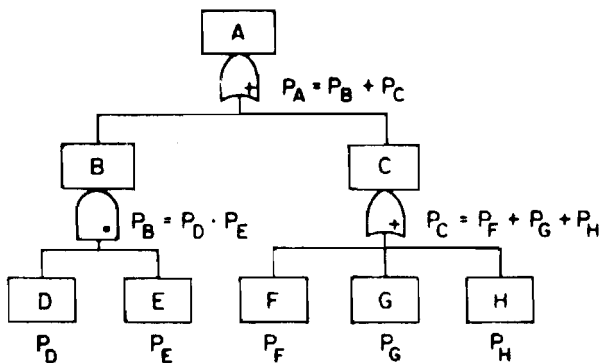 A
+
P_A = P_B + P_C
B
C
P_B = P_D · P_E
+
P_C = P_F + P_G + P_H
D E F G H
P_D P_E P_F P_G P_H